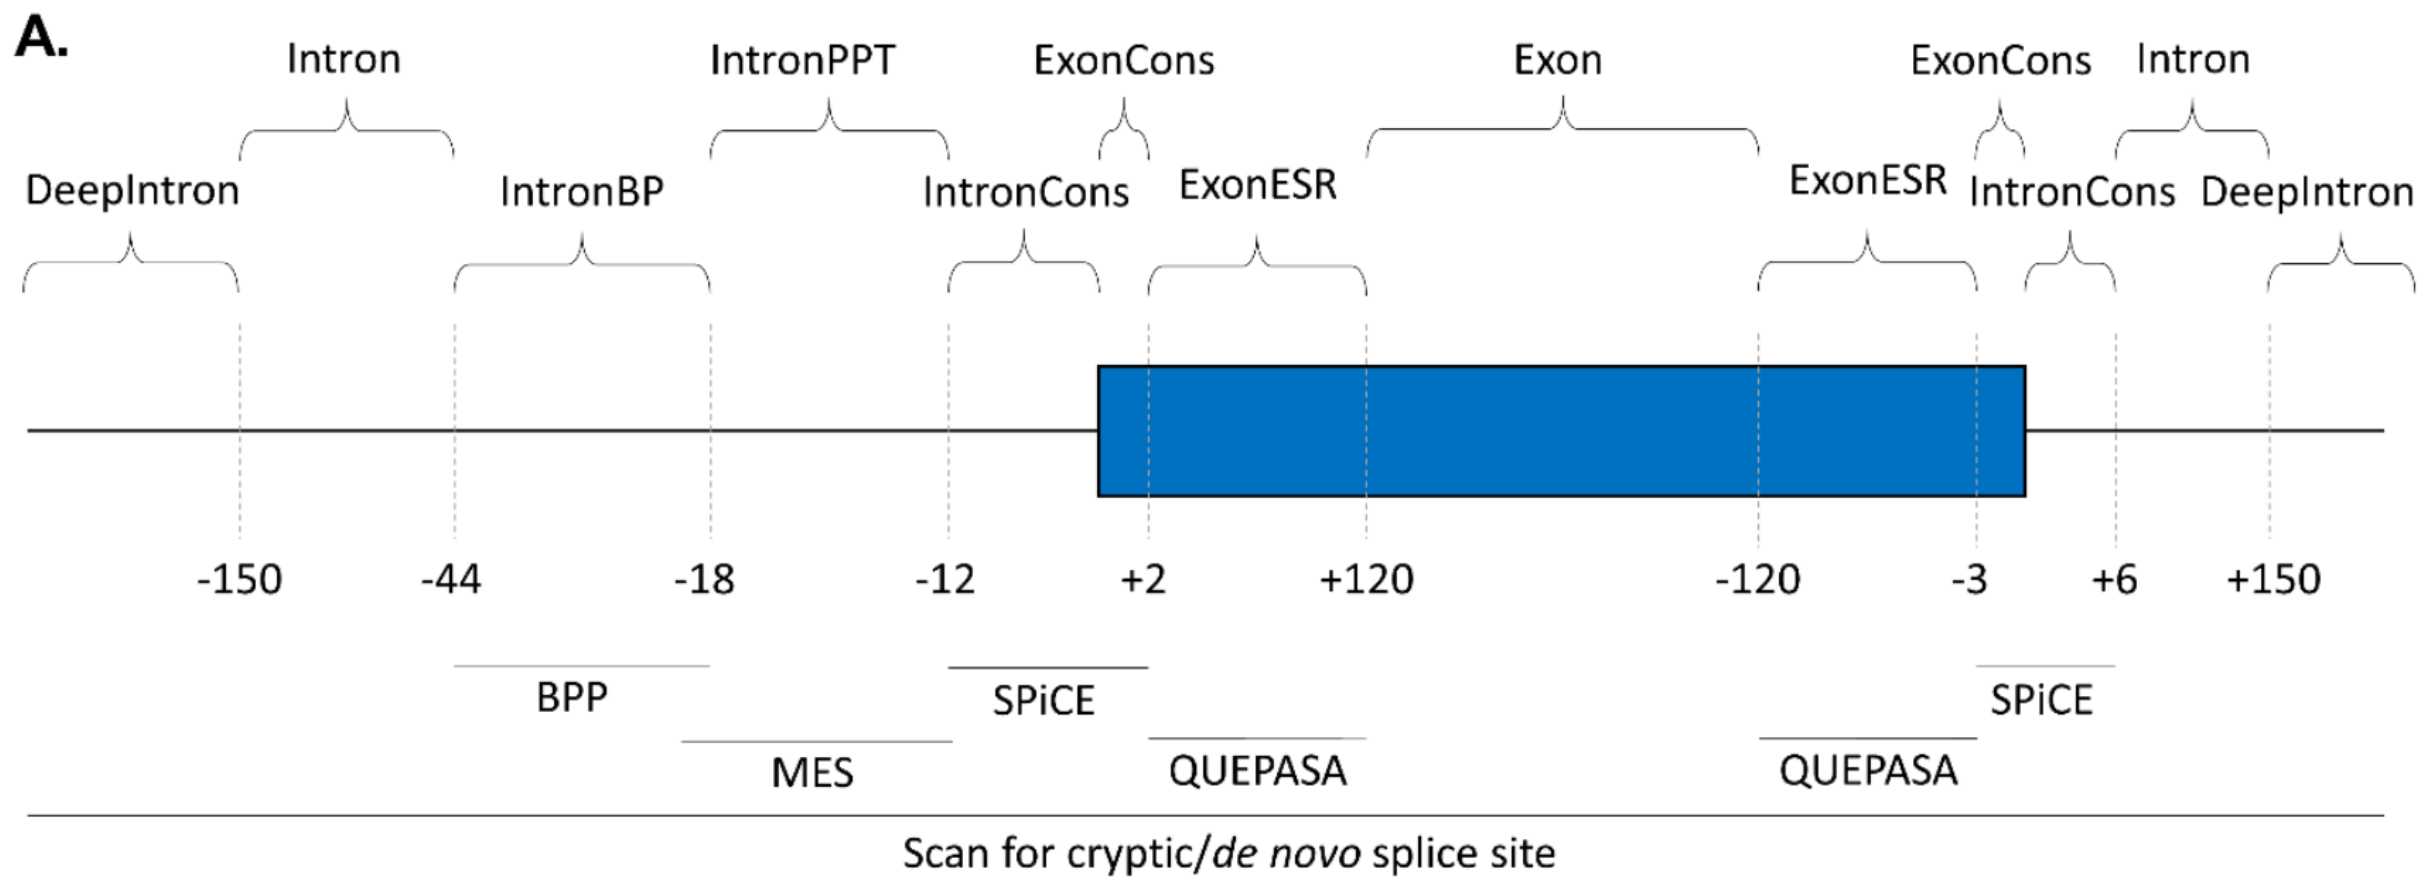 A.
Intron IntronPPT ExonCons Exon ExonCons Intron
DeepIntron IntronBP IntronCons ExonESR ExonESR IntronCons DeepIntron
-150 -44 -18 -12 +2 +120 -120 -3 +6 +150
BPP SPiCE SPiCE
MES QUEPASA QUEPASA
Scan for cryptic/de novo splice site